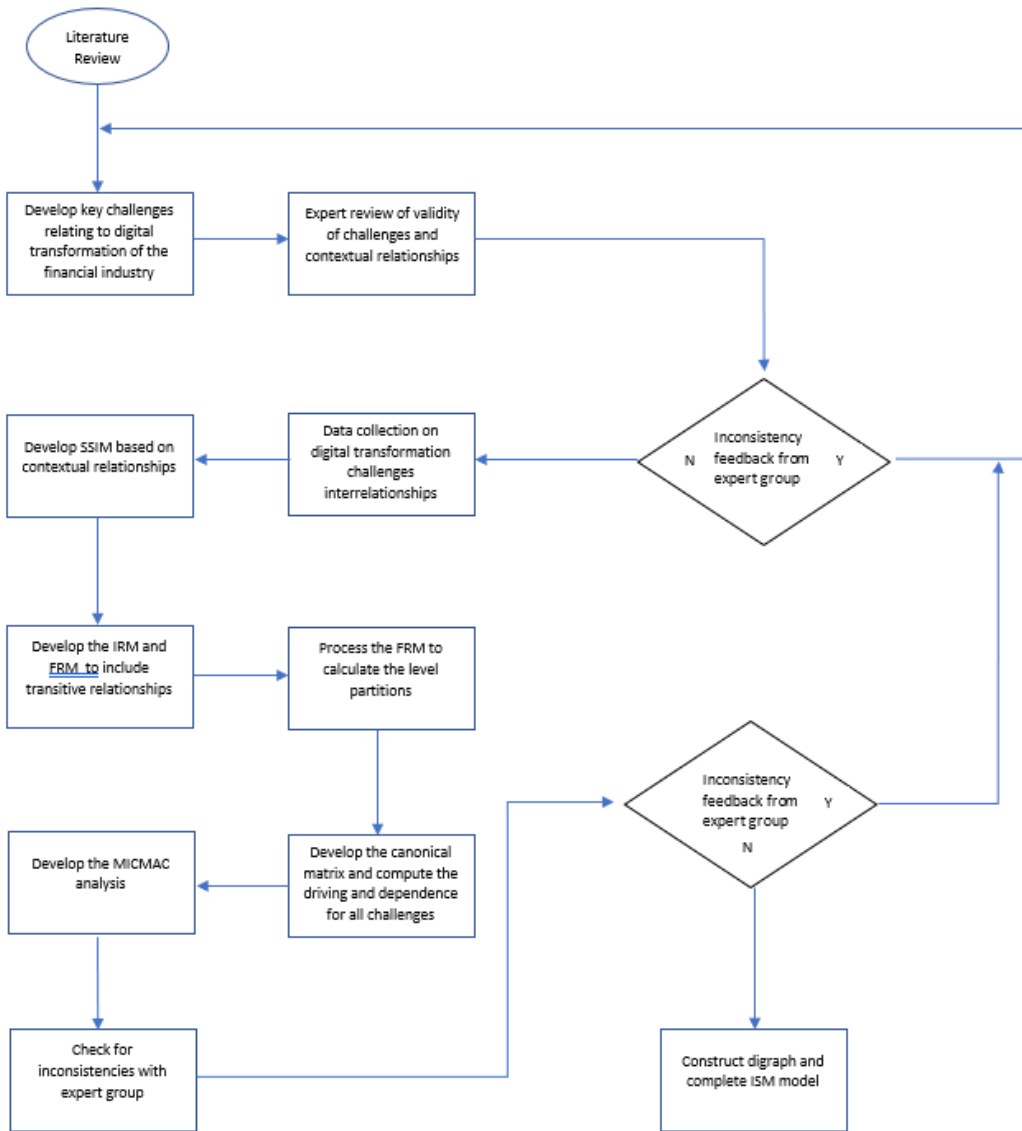 Literature
Review
Develop key challenges
relating to digital
transformation of the
financial industry
Expert review of validity
of challenges and
contextual relationships
Inconsistency
N feedback from Y
expert group
Data collection on
digital transformation
challenges
interrelationships
Develop SSIM based on
contextual relationships
Develop the IRM and
FRM to include
transitive relationships
Process the FRM to
calculate the level
partitions
Develop the canonical
matrix and compute the
driving and dependence
for all challenges
Develop the MICMAC
analysis
Check for
inconsistencies with
expert group
Inconsistency
feedback from Y
expert group
N
Construct digraph and
complete ISM model